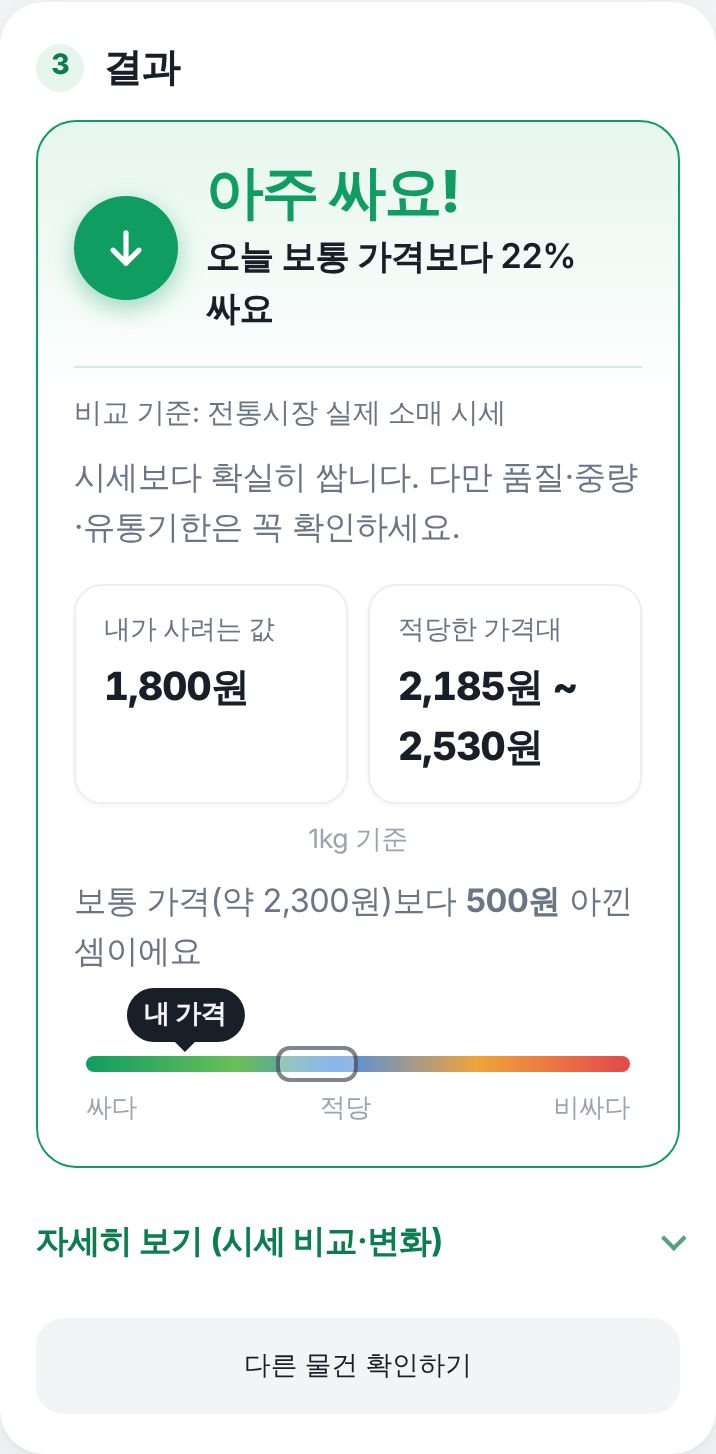 3 결과
아주 싸요!
오늘 보통 가격보다 22%
싸요
비교 기준: 전통시장 실제 소매 시세
시세보다 확실히 쌉니다. 다만 품질·중량
·유통기한은 꼭 확인하세요.
내가 사려는 값
1,800원
적당한 가격대
2,185원 ~
2,530원
1kg 기준
보통 가격(약 2,300원)보다 500원 아낀
셈이에요
내 가격
싸다 적당 비싸다
자세히 보기 (시세 비교·변화)
다른 물건 확인하기